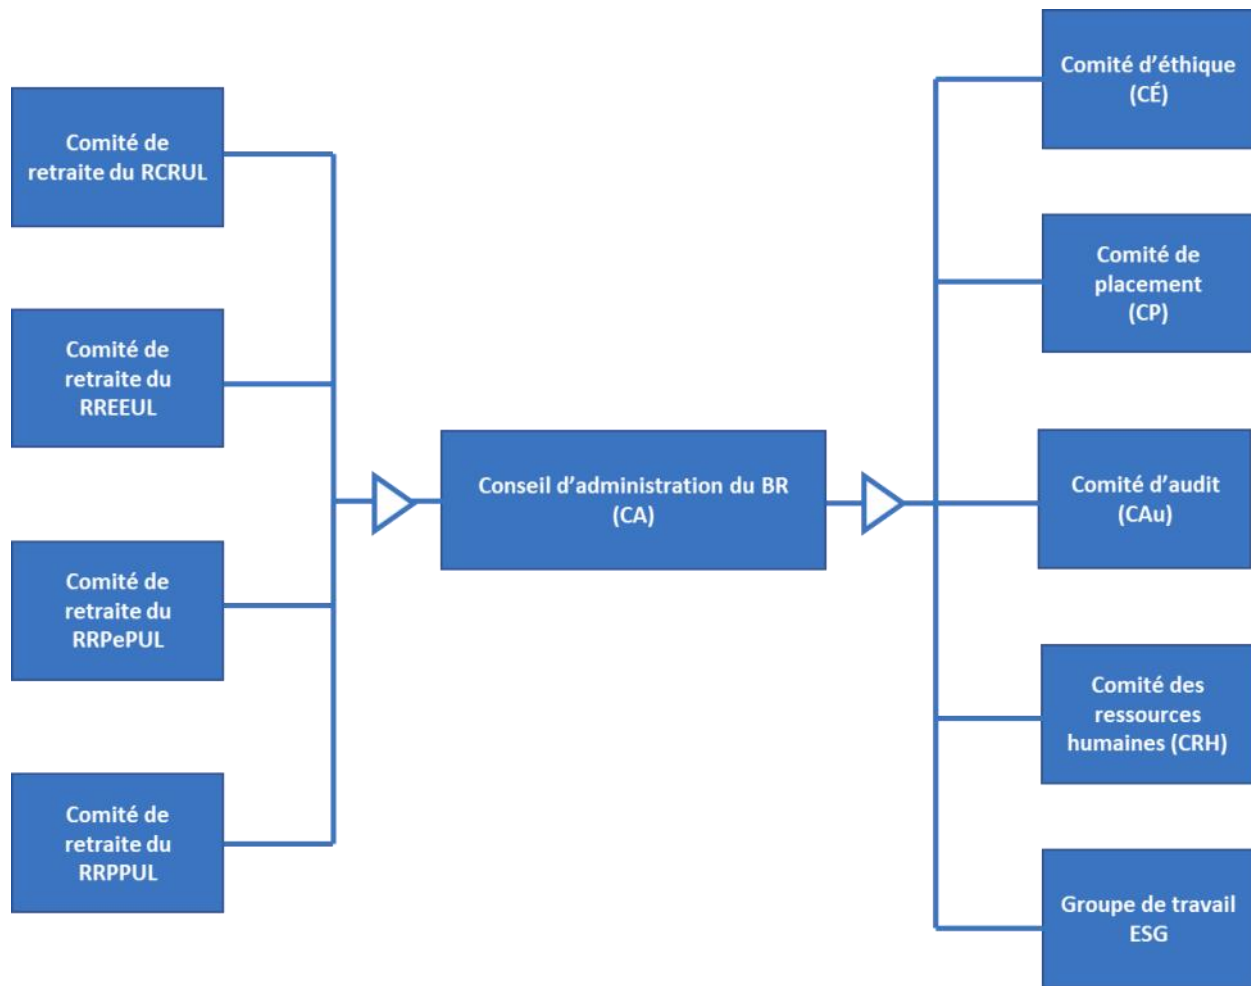 Comité de
retraite du RCRUL
Comité de
retraite du
RREEUL
Comité de
retraite du
RRPePUL
Comité de
retraite du
RRPPUL
Conseil d’administration du BR
(CA)
Comité d’éthique
(CÉ)
Comité de
placement
(CP)
Comité d’audit
(CAu)
Comité des
ressources
humaines (CRH)
Groupe de travail
ESG